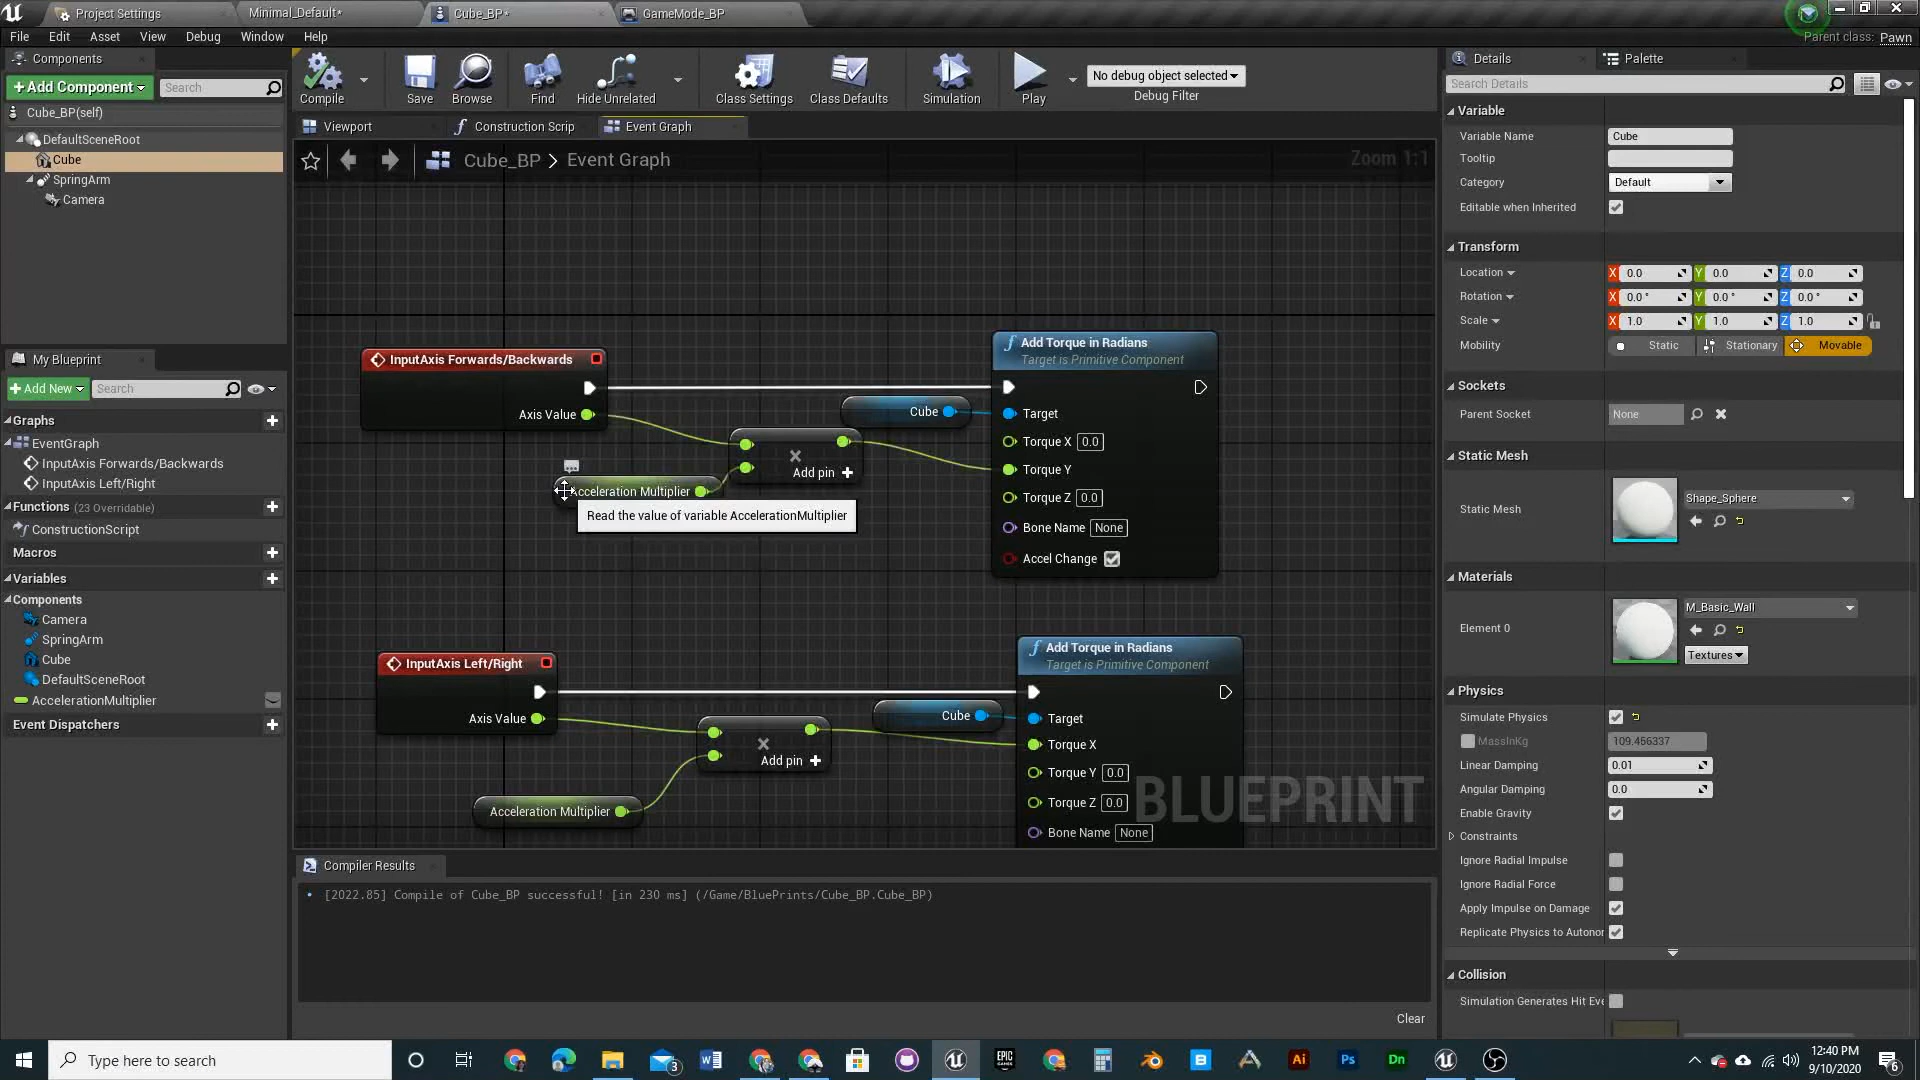 Project Settings
Minimal_Default*
Cube_BP*
GameMode_BP
File Edit Asset View Debug Window Help
Parent class: Pawn
Components
+Add Component
Search
Cube_BP(self)
DefaultSceneRoot
Cube
SpringArm
Camera
My Blueprint
+Add New
Search
Graphs
EventGraph
InputAxis Forwards/Backwards
InputAxis Left/Right
Functions (23 Overridable)
ConstructionScript
Macros
Variables
Components
Camera
SpringArm
Cube
DefaultSceneRoot
AccelerationMultiplier
Event Dispatchers
Compile
Save
Browse
Find
Hide Unrelated
Class Settings
Class Defaults
Simulation
Play
No debug object selected
Debug Filter
Viewport
Construction Scrip
Event Graph
Cube_BP > Event Graph
Zoom 1:1
InputAxis Forwards/Backwards
Axis Value
Acceleration Multiplier
Read the value of variable AccelerationMultiplier
Add pin +
Cube
Add Torque in Radians
Target is Primitive Component
Target
Torque X 0.0
Torque Y
Torque Z 0.0
Bone Name None
Accel Change
InputAxis Left/Right
Axis Value
Acceleration Multiplier
Add pin +
Cube
Add Torque in Radians
Target is Primitive Component
Target
Torque X
Torque Y 0.0
Torque Z 0.0
Bone Name None
BLUEPRINT
Compiler Results
[2022.85] Compile of Cube_BP successful! [in 230 ms] (/Game/BluePrints/Cube_BP.Cube_BP)
Clear
Details
Palette
Search Details
Variable
Variable Name Cube
Tooltip
Category Default
Editable when Inherited
Transform
Location X 0.0 Y 0.0 Z 0.0
Rotation X 0.0 ° Y 0.0 ° Z 0.0 °
Scale X 1.0 Y 1.0 Z 1.0
Mobility Static Stationary Movable
Sockets
Parent Socket None
Static Mesh
Static Mesh Shape_Sphere
Materials
Element 0 M_Basic_Wall
Textures
Physics
Simulate Physics
MassInKg 109.456337
Linear Damping 0.01
Angular Damping 0.0
Enable Gravity
Constraints
Ignore Radial Impulse
Ignore Radial Force
Apply Impulse on Damage
Replicate Physics to Autonor
Collision
Simulation Generates Hit Eve
Type here to search
3
W
EPIC GAMES
B
Ai
Ps
Dn
12:40 PM
9/10/2020
6